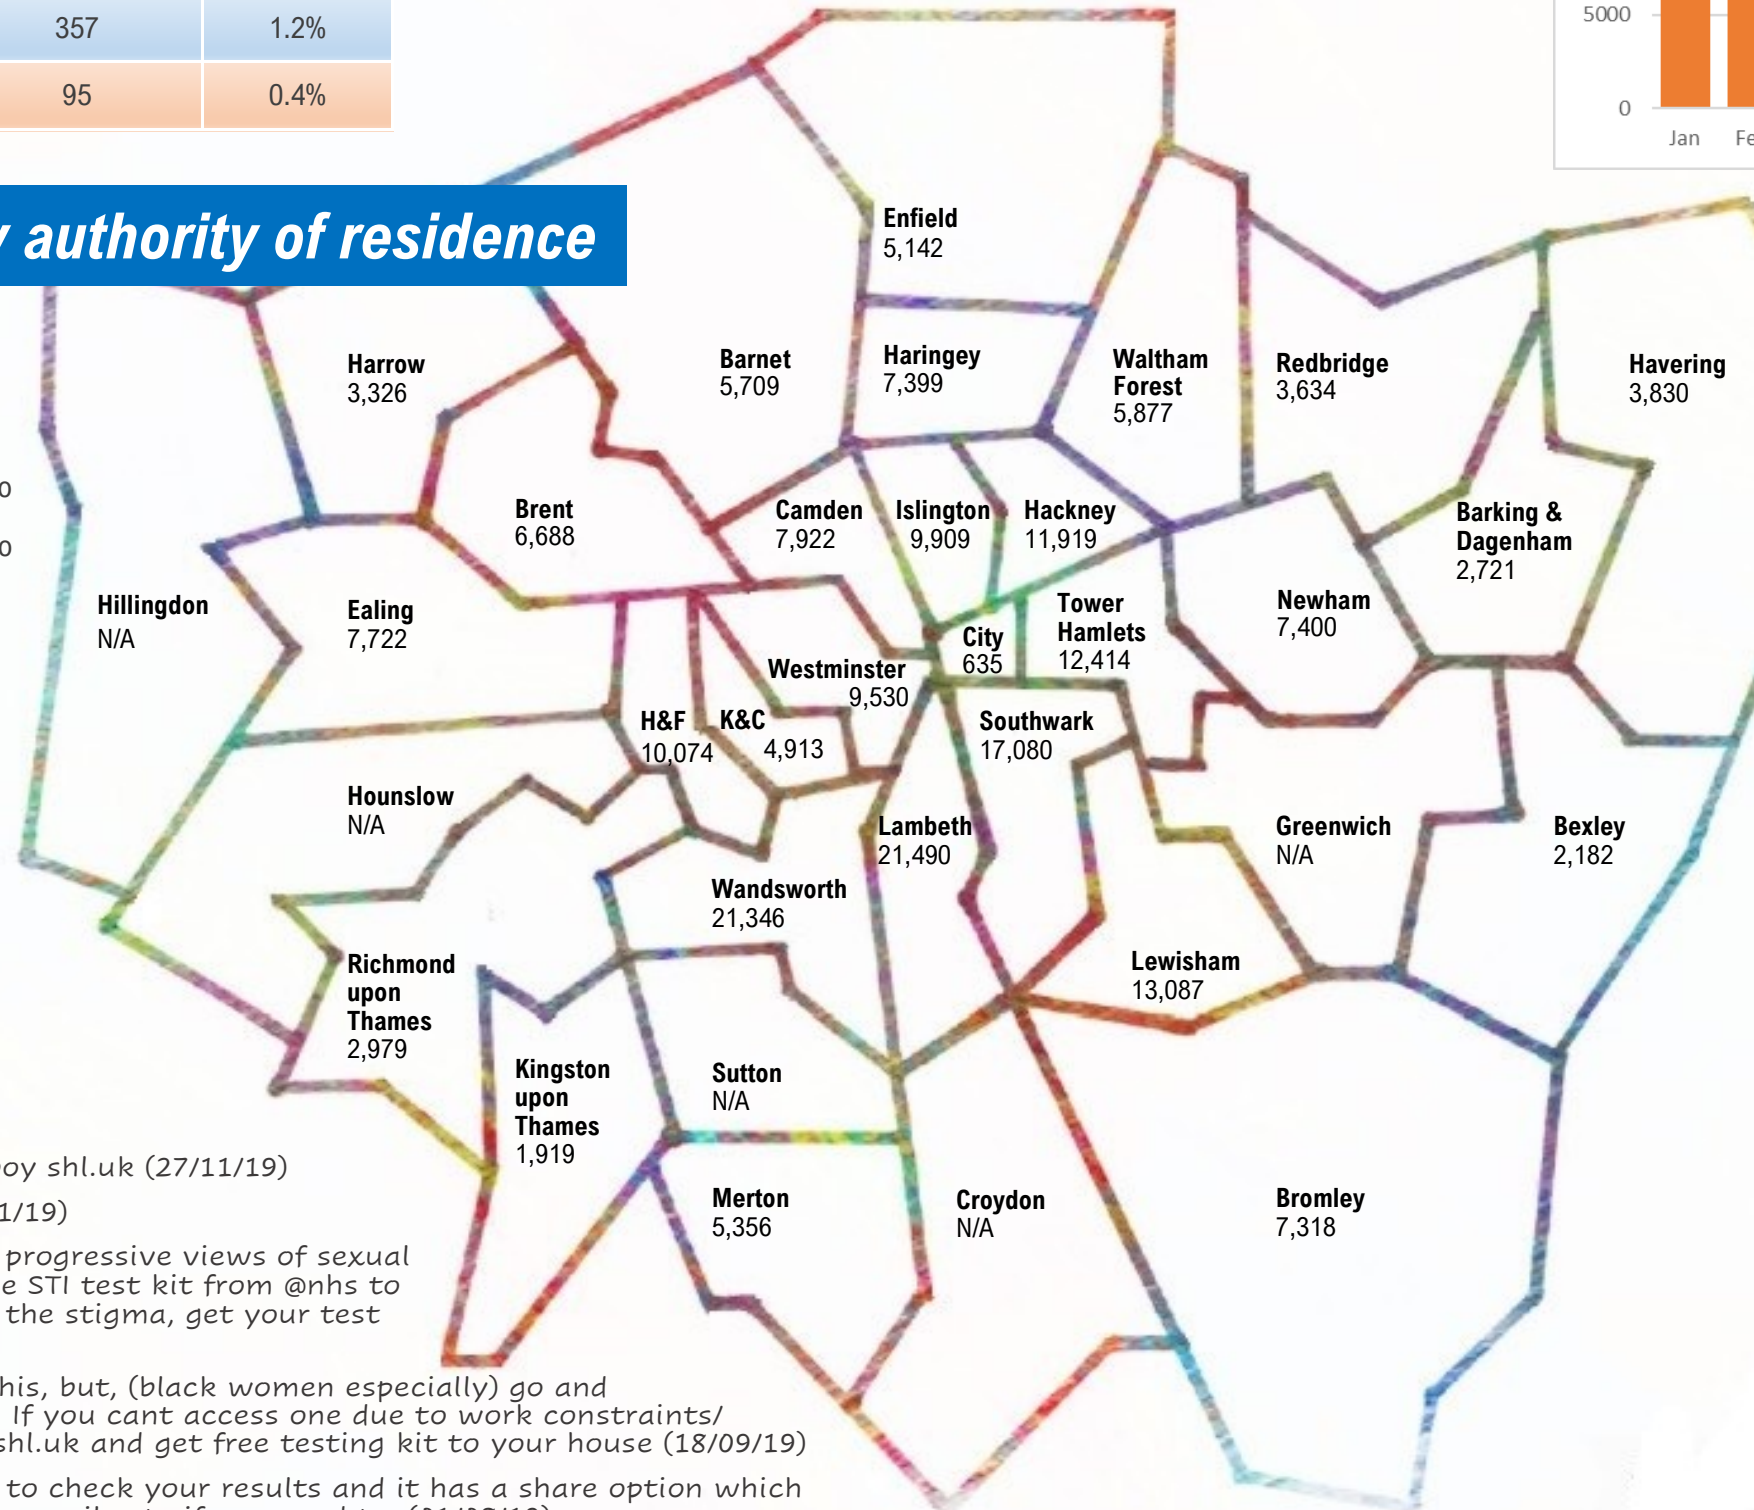 357 1.2%
95 0.4%
5000
0
Jan
authority of residence
Enfield
5,142
Harrow
3,326
Barnet
5,709
Haringey
7,399
Waltham
Forest
5,877
Redbridge
3,634
Havering
3,830
Brent
6,688
Camden
7,922
Islington
9,909
Hackney
11,919
Barking &
Dagenham
2,721
Hillingdon
N/A
Ealing
7,722
Westminster
9,530
City
635
Tower
Hamlets
12,414
Newham
7,400
H&F
10,074
K&C
4,913
Southwark
17,080
Hounslow
N/A
Lambeth
21,490
Greenwich
N/A
Bexley
2,182
Wandsworth
21,346
Richmond
upon
Thames
2,979
Lewisham
13,087
Kingston
upon
Thames
1,919
Sutton
N/A
Merton
5,356
Croydon
N/A
Bromley
7,318
shl.uk (27/11/19)
1/19)
progressive views of sexual
STI test kit from @nhs to
the stigma, get your test
but, (black women especially) go and
If you cant access one due to work constraints/
shl.uk and get free testing kit to your house (18/09/19)
to check your results and it has a share option which